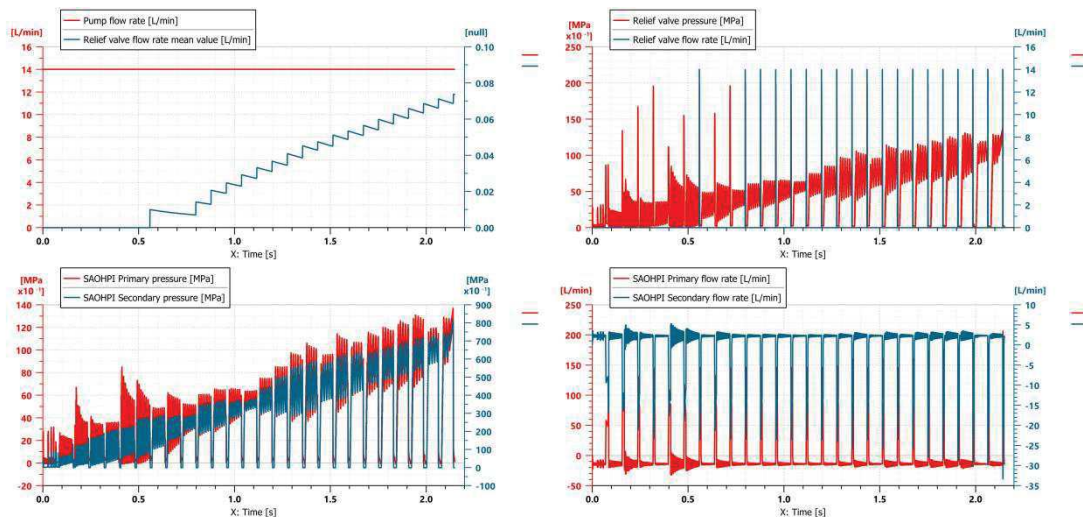 Pump flow rate [L/min]
Relief valve flow rate mean value [L/min]
[L/min]
[null]
16
14
12
10
8
6
4
2
0
0.10
0.08
0.06
0.04
0.02
0.00
0.0 0.5 1.0 1.5 2.0
X: Time [s]
Relief valve pressure [MPa]
Relief valve flow rate [L/min]
[MPa]
x10⁻¹
[L/min]
250
200
150
100
50
0
16
14
12
10
8
6
4
2
0
0.0 0.5 1.0 1.5 2.0
X: Time [s]
SAOHPI Primary pressure [MPa]
SAOHPI Secondary pressure [MPa]
[MPa]
x10⁻¹
[MPa]
x10⁻¹
140
120
100
80
60
40
20
0
-20
900
800
700
600
500
400
300
200
100
0
-100
0.0 0.5 1.0 1.5 2.0
X: Time [s]
SAOHPI Primary flow rate [L/min]
SAOHPI Secondary flow rate [L/min]
[L/min]
[L/min]
250
200
150
100
50
0
-50
10
5
0
-5
-10
-15
-20
-25
-30
-35
0.0 0.5 1.0 1.5 2.0
X: Time [s]